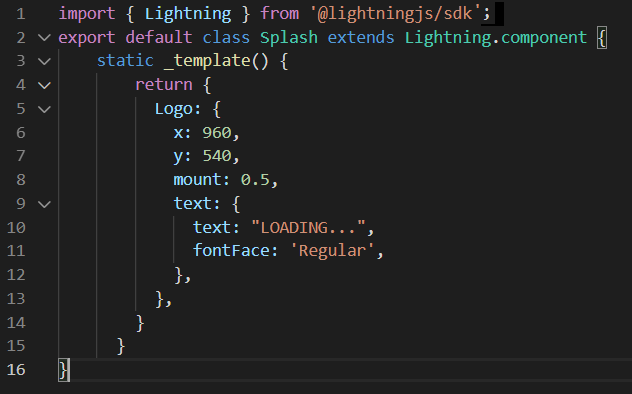 1 import { Lightning } from '@lightningjs/sdk';
2 export default class Splash extends Lightning.component {
3     static _template() {
4         return {
5           Logo: {
6             x: 960,
7             y: 540,
8             mount: 0.5,
9             text: {
10              text: "LOADING...",
11              fontFace: 'Regular',
12            },
13          },
14        }
15      }
16 }